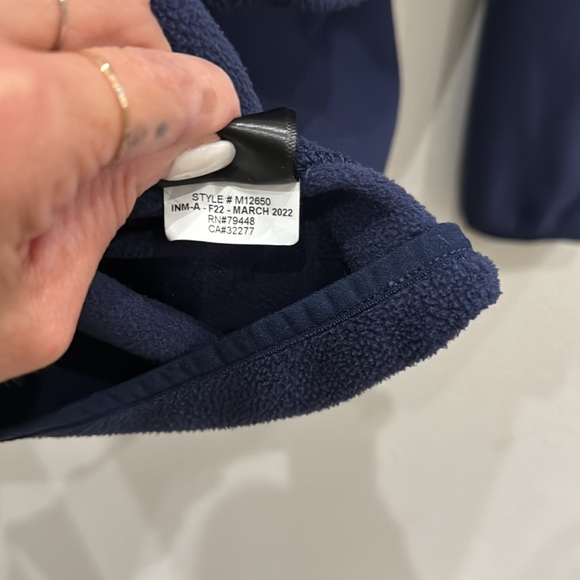 STYLE # M12650
INM-A - F22 - MARCH 2022
RN#79448
CA#32277